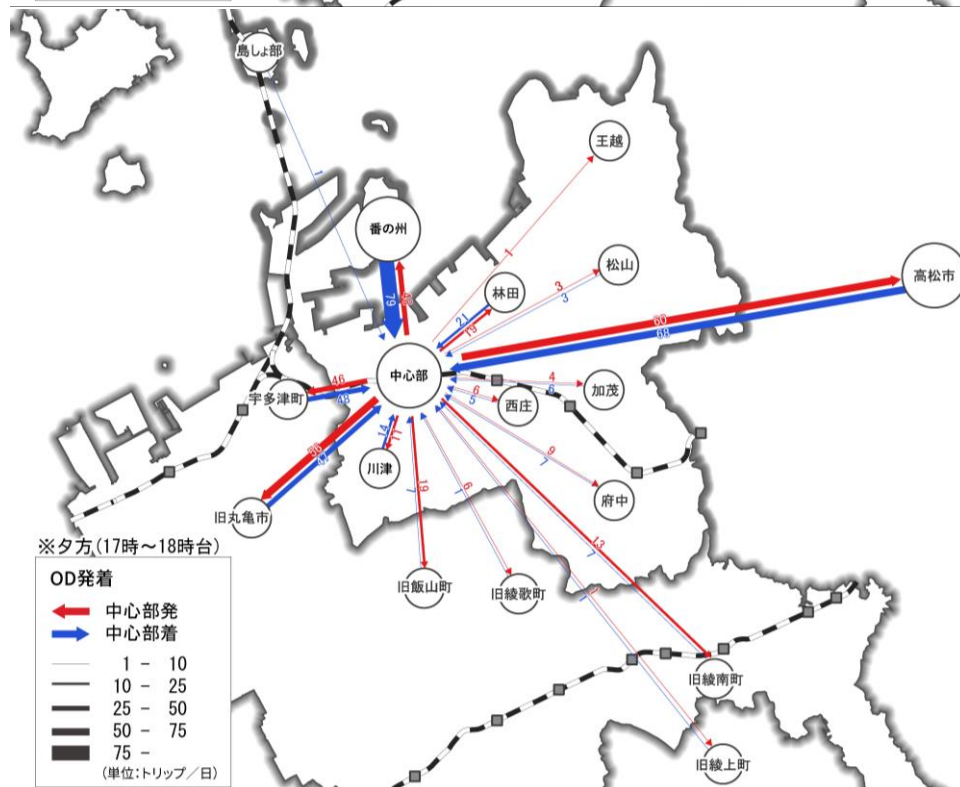 島しょ部
王越
1
1
番の州
松山
高松市
林田
3
3
79
21
19
60
68
中心部
46
48
宇多津町
4
6
加茂
6
5
西庄
14
11
川津
7
府中
旧丸亀市
19
7
1
17
7
※夕方(17時～18時台)
OD発着
中心部発
中心部着
1 - 10
10 - 25
25 - 50
50 - 75
75 -
(単位:トリップ／日)
旧飯山町
旧綾歌町
旧綾南町
旧綾上町